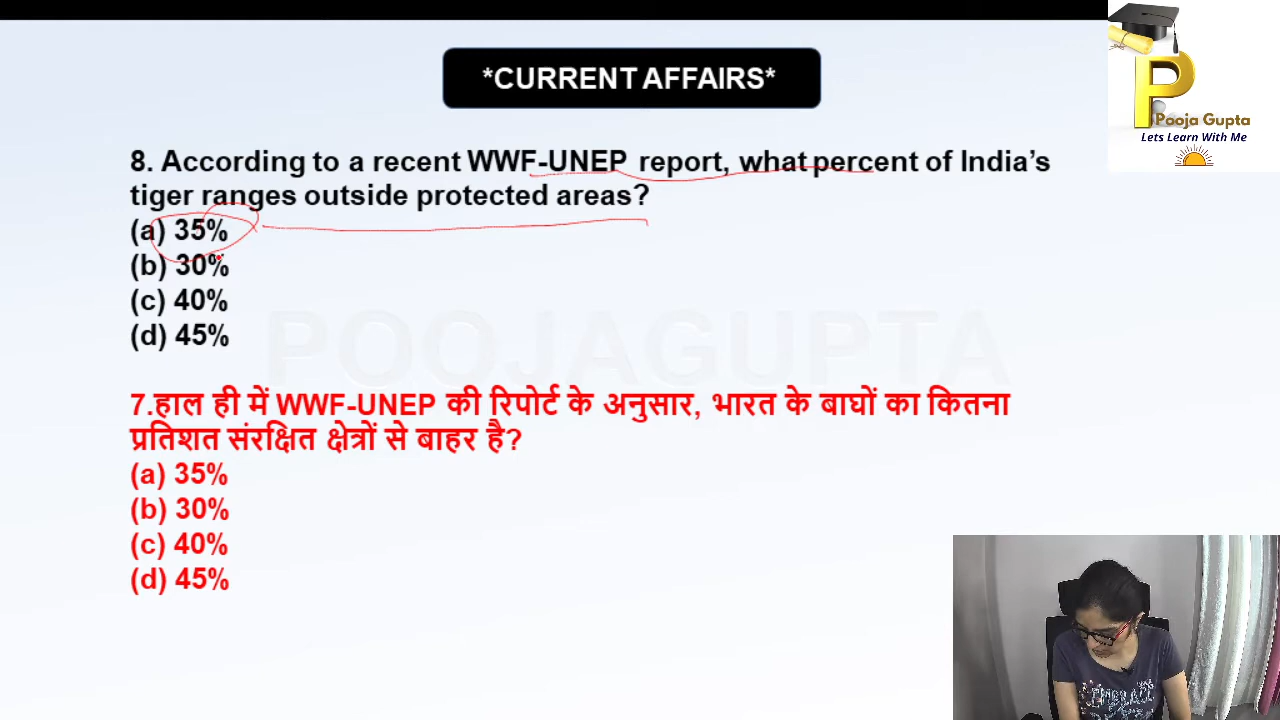 *CURRENT AFFAIRS*
P
Pooja Gupta
Lets Learn With Me
8. According to a recent WWF-UNEP report, what percent of India's
tiger ranges outside protected areas?
(a) 35%
(b) 30%
(c) 40%
(d) 45%
POOJAGUPTA
7.हाल ही में WWF-UNEP की रिपोर्ट के अनुसार, भारत के बाघों का कितना
प्रतिशत संरक्षित क्षेत्रों से बाहर है?
(a) 35%
(b) 30%
(c) 40%
(d) 45%